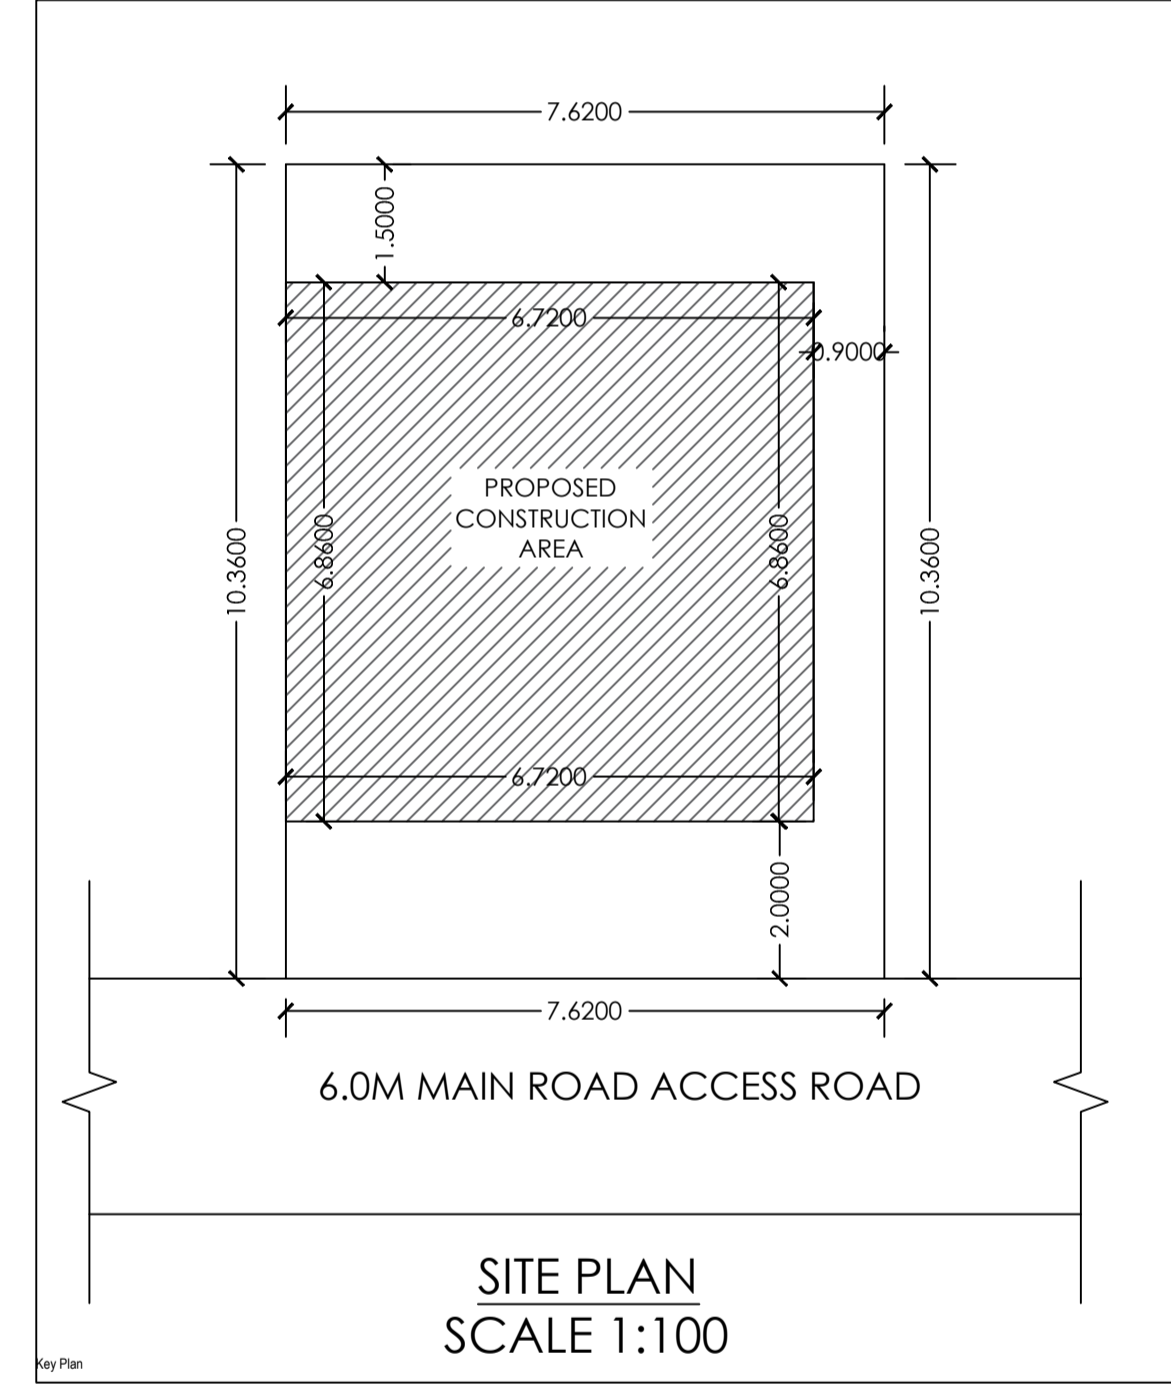 7.6200
1.5000
6.7200
0.9000
PROPOSED
CONSTRUCTION
AREA
10.3600
6.8600
6.8600
10.3600
6.7200
2.0000
7.6200
6.0M MAIN ROAD ACCESS ROAD
SITE PLAN
SCALE 1:100
Key Plan